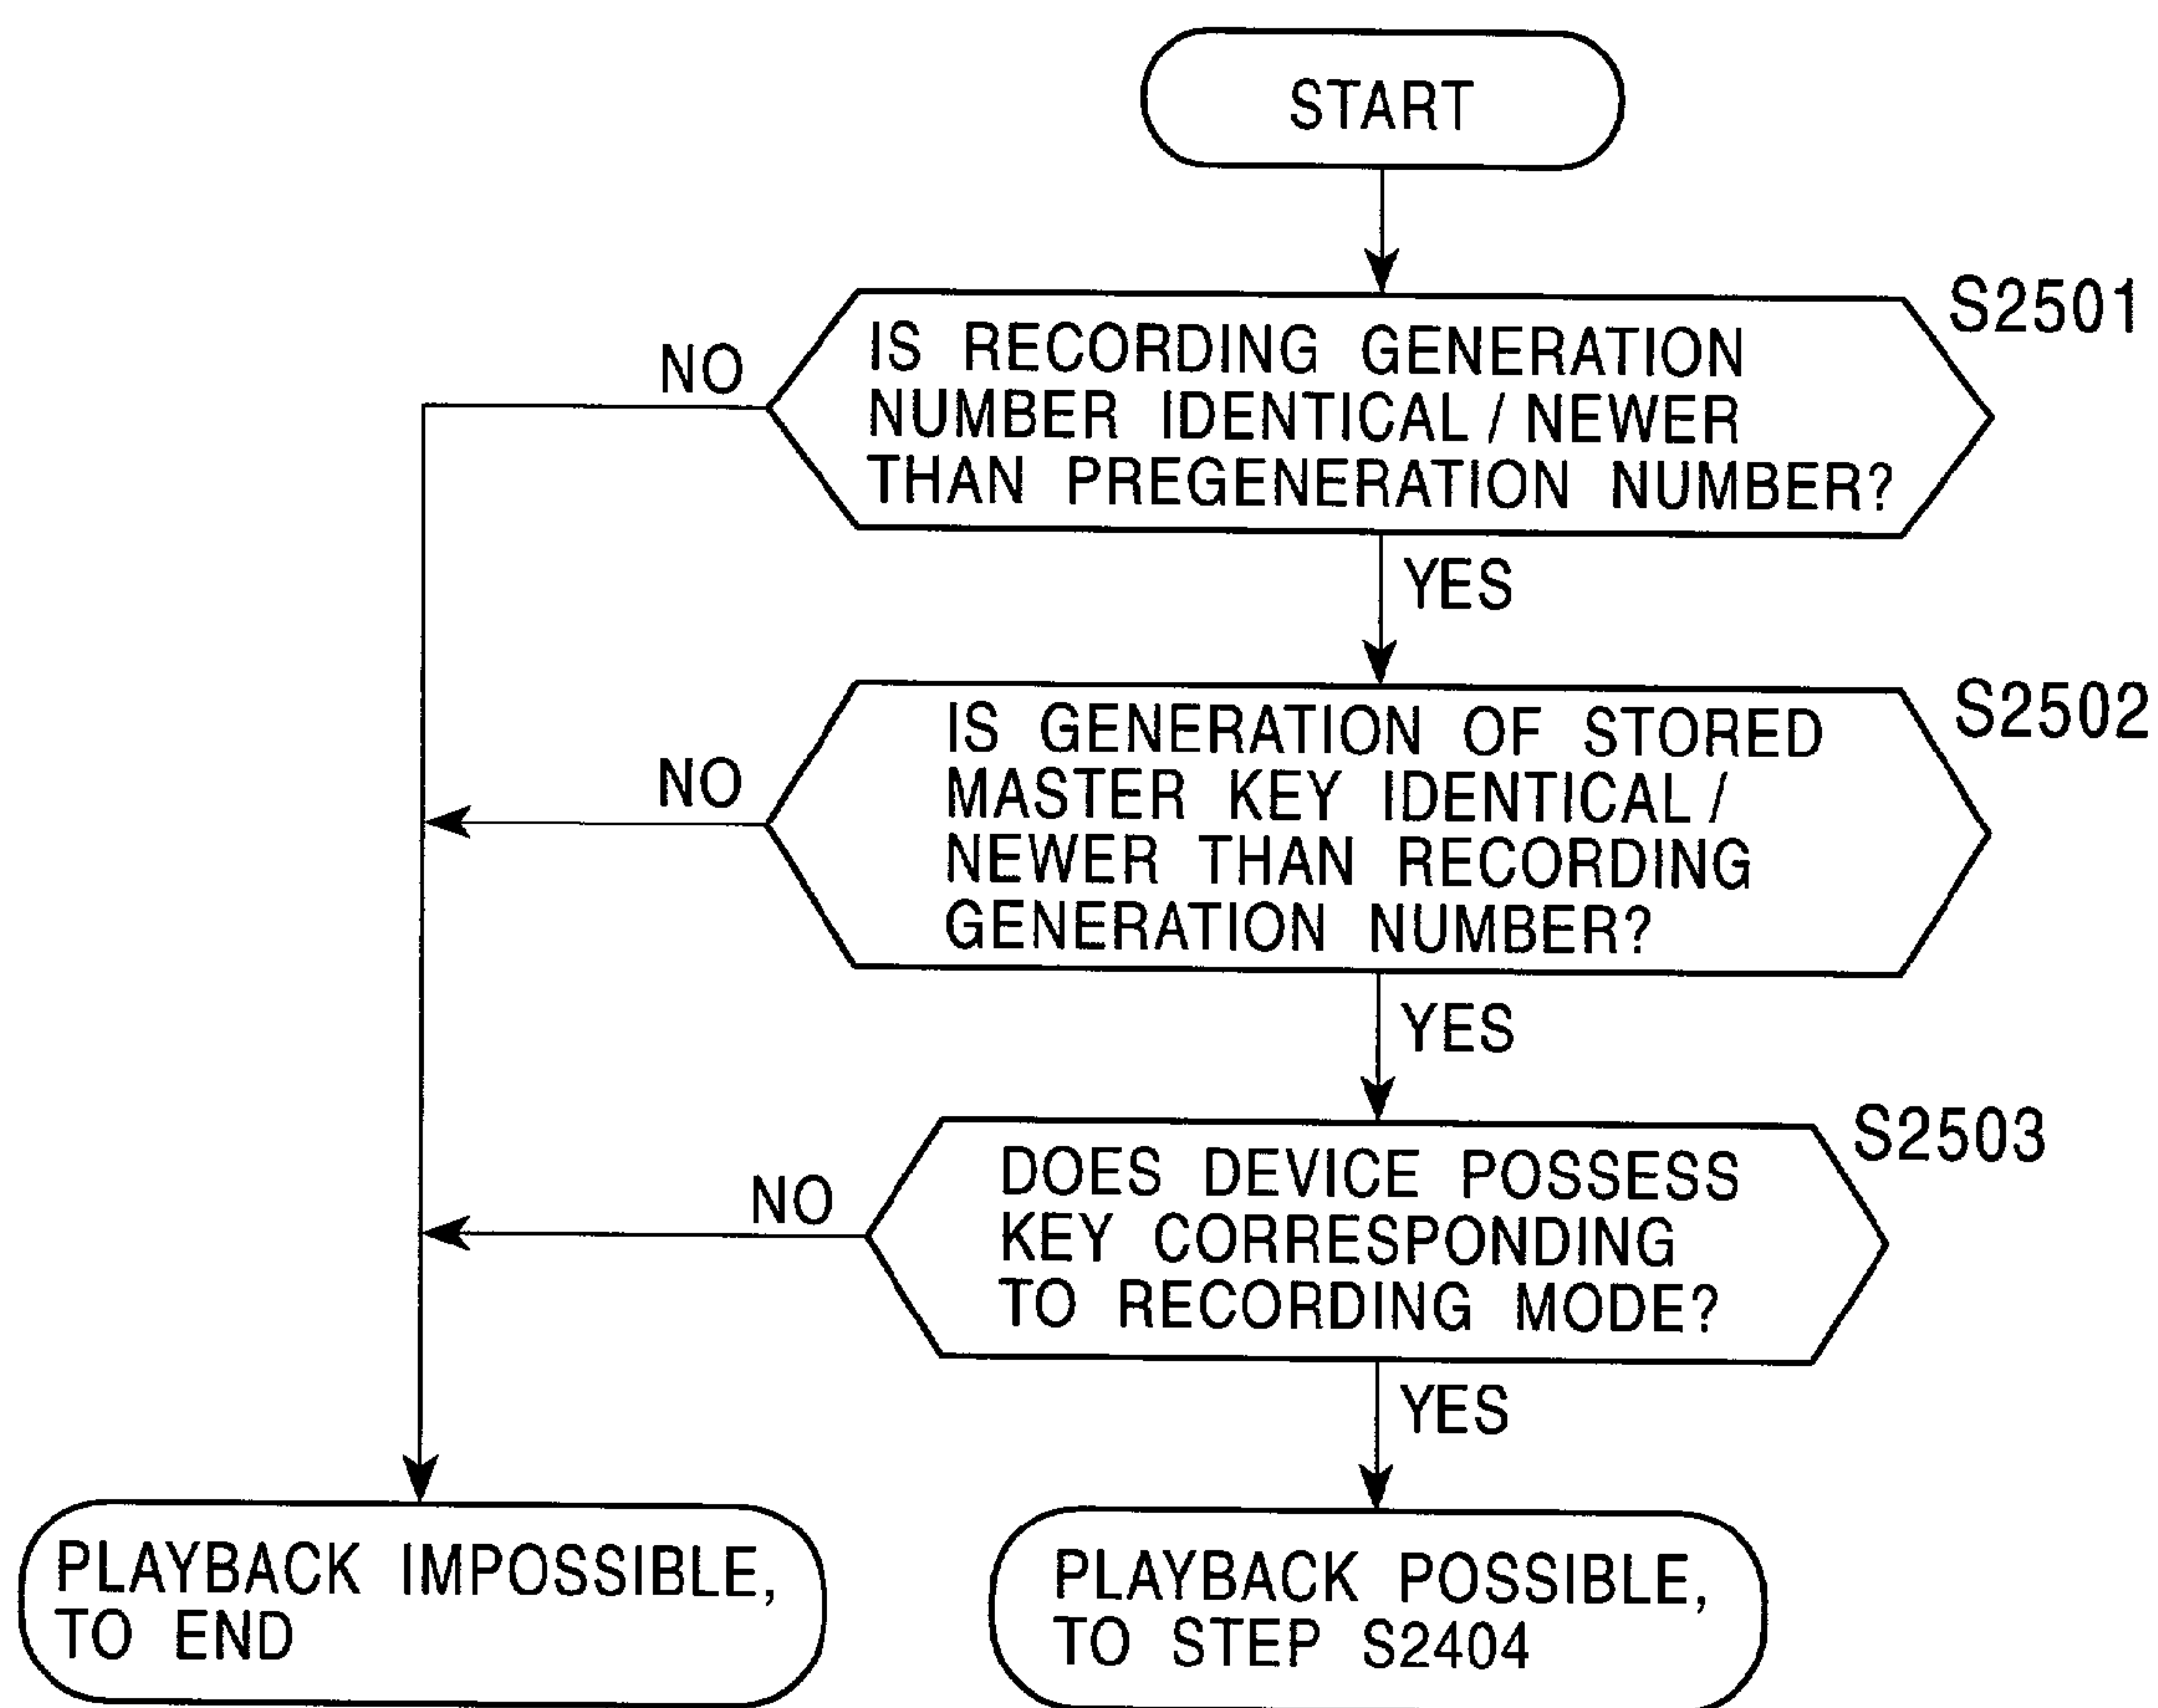 START
S2501
IS RECORDING GENERATION
NUMBER IDENTICAL / NEWER
THAN PREGENERATION NUMBER?
NO
YES
S2502
IS GENERATION OF STORED
MASTER KEY IDENTICAL /
NEWER THAN RECORDING
GENERATION NUMBER?
NO
YES
S2503
DOES DEVICE POSSESS
KEY CORRESPONDING
TO RECORDING MODE?
NO
YES
PLAYBACK IMPOSSIBLE,
TO END
PLAYBACK POSSIBLE,
TO STEP S2404